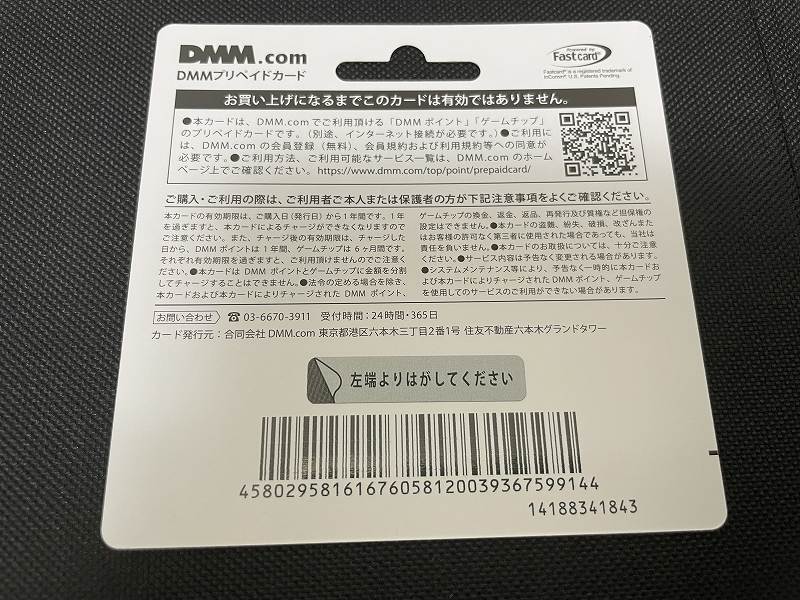 DMM.com
DMMプリペイドカード
Powered by
Fastcard®
Fastcard® is a registered trademark of
InComm®. U.S. Patents Pending.
お買い上げになるまでこのカードは有効ではありません。
●本カードは、DMM.comでご利用頂ける「DMM ポイント」「ゲームチップ」
のプリペイドカードです。(別途、インターネット接続が必要です。)●ご利用に
は、DMM.comの会員登録(無料)、会員規約および利用規約等への同意が
必要です。●ご利用方法、ご利用可能なサービス一覧は、DMM.comのホーム
ページ上でご確認ください。https://www.dmm.com/top/point/prepaidcard/
ご購入・ご利用の際は、ご利用者ご本人または保護者の方が下記注意事項をよくご確認ください。
本カードの有効期限は、ご購入日(発行日)から1年間です。1年
を過ぎますと、本カードによるチャージができなくなりますので
ご注意ください。また、チャージ後の有効期限は、チャージした
日から、DMMポイントは1年間、ゲームチップは6ヶ月間です。
それぞれ有効期限を過ぎますと、ご利用頂けませんのでご注意く
ださい。●本カードは DMM ポイントとゲームチップに金額を分割
してチャージすることはできません。●法令の定める場合を除き、
本カードおよび本カードによりチャージされた DMM ポイント、
ゲームチップの換金、返金、返品、再発行及び質権など担保権の
設定はできません。●本カードの盗難、紛失、破損、改ざんまた
はお客様の許可なく第三者に使用された場合であっても、当社は
責任を負いません。●本カードのお取扱については、十分ご注意
ください。●サービス内容は予告なく変更される場合があります。
●システムメンテナンス等により、予告なく一時的に本カードお
よび本カードによりチャージされた DMM ポイント、ゲームチップ
を使用してのサービスのご利用ができない場合があります。
お問い合わせ ☎ 03-6670-3911 受付時間:24時間・365日
カード発行元:合同会社 DMM.com 東京都港区六本木三丁目2番1号 住友不動産六本木グランドタワー
左端よりはがしてください
458029581616760581200393675991​44
14188341843